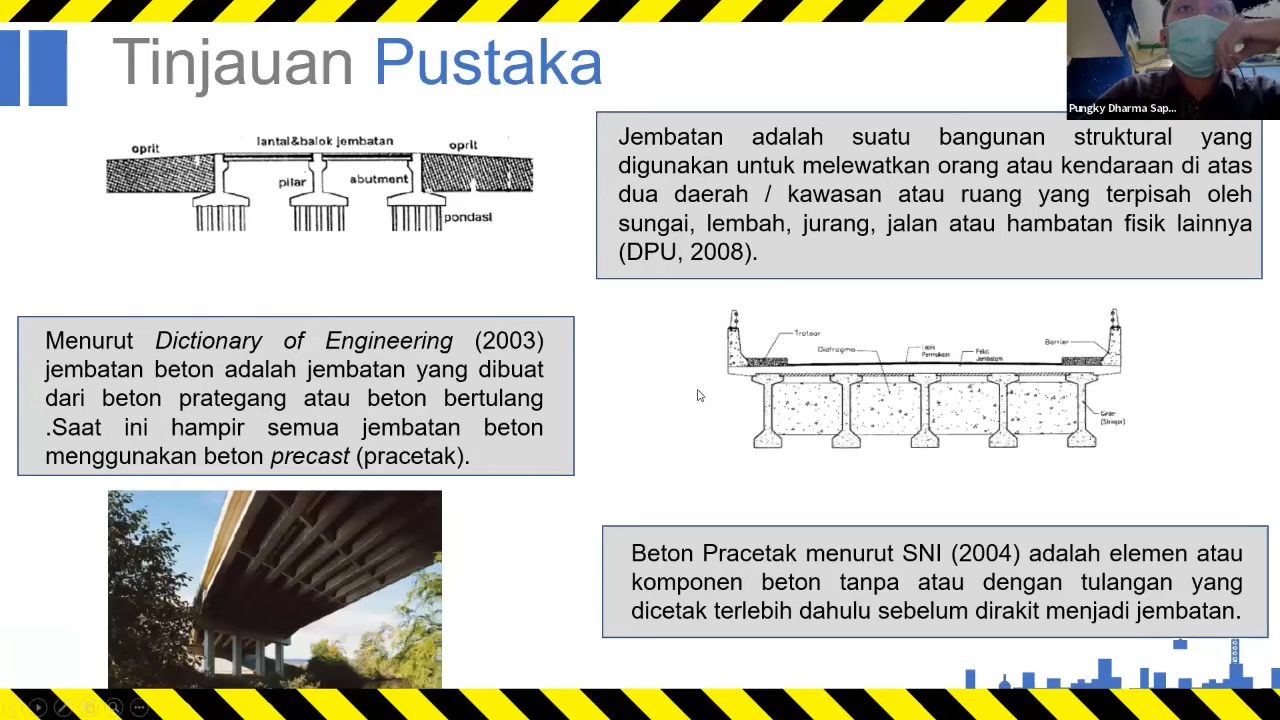 Tinjauan Pustaka
Pungky Dharma Sap...
lantai&balok jembatan
oprit
oprit
pilar
abutment
pondasi
Jembatan adalah suatu bangunan struktural yang
digunakan untuk melewatkan orang atau kendaraan di atas
dua daerah / kawasan atau ruang yang terpisah oleh
sungai, lembah, jurang, jalan atau hambatan fisik lainnya
(DPU, 2008).
Menurut Dictionary of Engineering (2003)
jembatan beton adalah jembatan yang dibuat
dari beton prategang atau beton bertulang
.Saat ini hampir semua jembatan beton
menggunakan beton precast (pracetak).
Trotoar
Diafragma
Lapis
Permukaan
Pelat
Jembatan
Barrier
Girder
(Stringer)
Beton Pracetak menurut SNI (2004) adalah elemen atau
komponen beton tanpa atau dengan tulangan yang
dicetak terlebih dahulu sebelum dirakit menjadi jembatan.